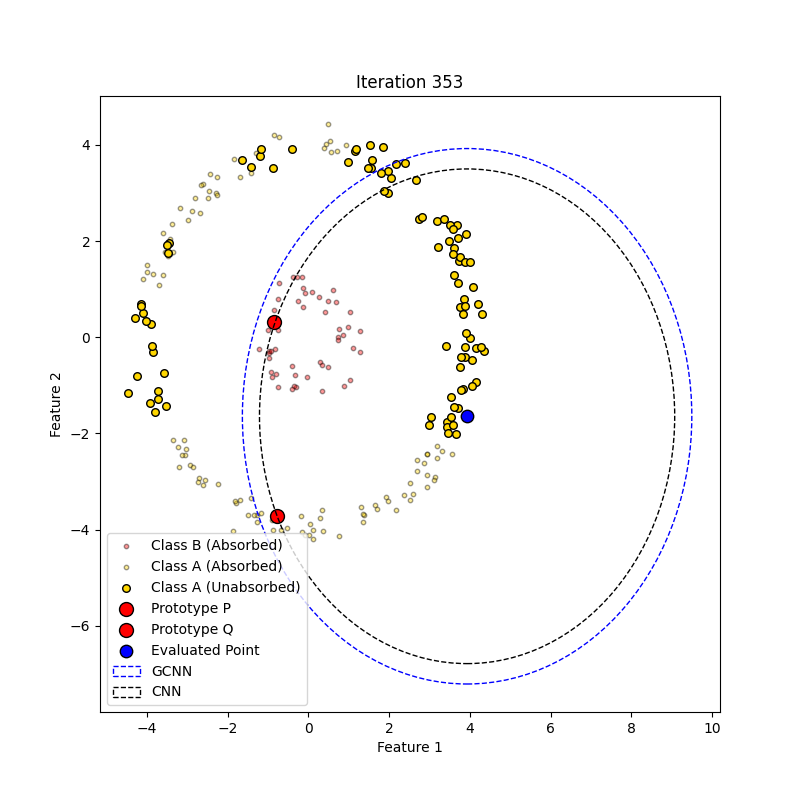 Iteration 353
Feature 2
4
2
0
−2
−4
−6
Class B (Absorbed)
Class A (Absorbed)
Class A (Unabsorbed)
Prototype P
Prototype Q
Evaluated Point
GCNN
CNN
−4 −2 0 2 4 6 8 10
Feature 1